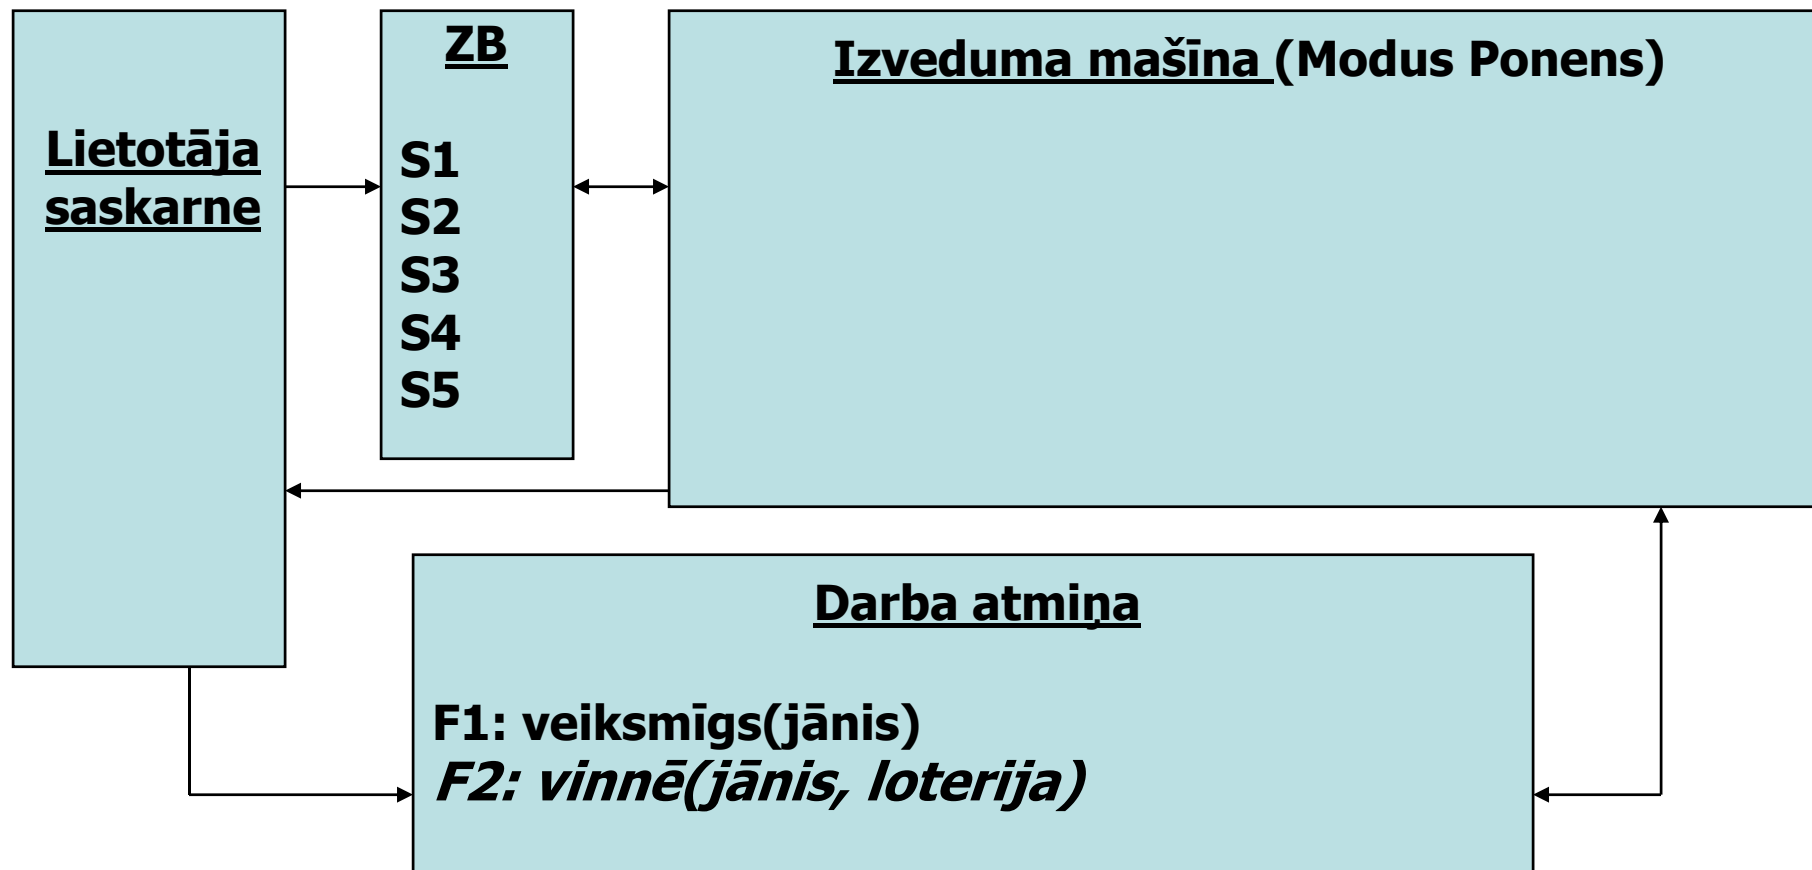 Lietotāja
saskarne
ZB
S1
S2
S3
S4
S5
Izveduma mašīna (Modus Ponens)
Darba atmiņa
F1: veiksmīgs(jānis)
F2: vinnē(jānis, loterija)